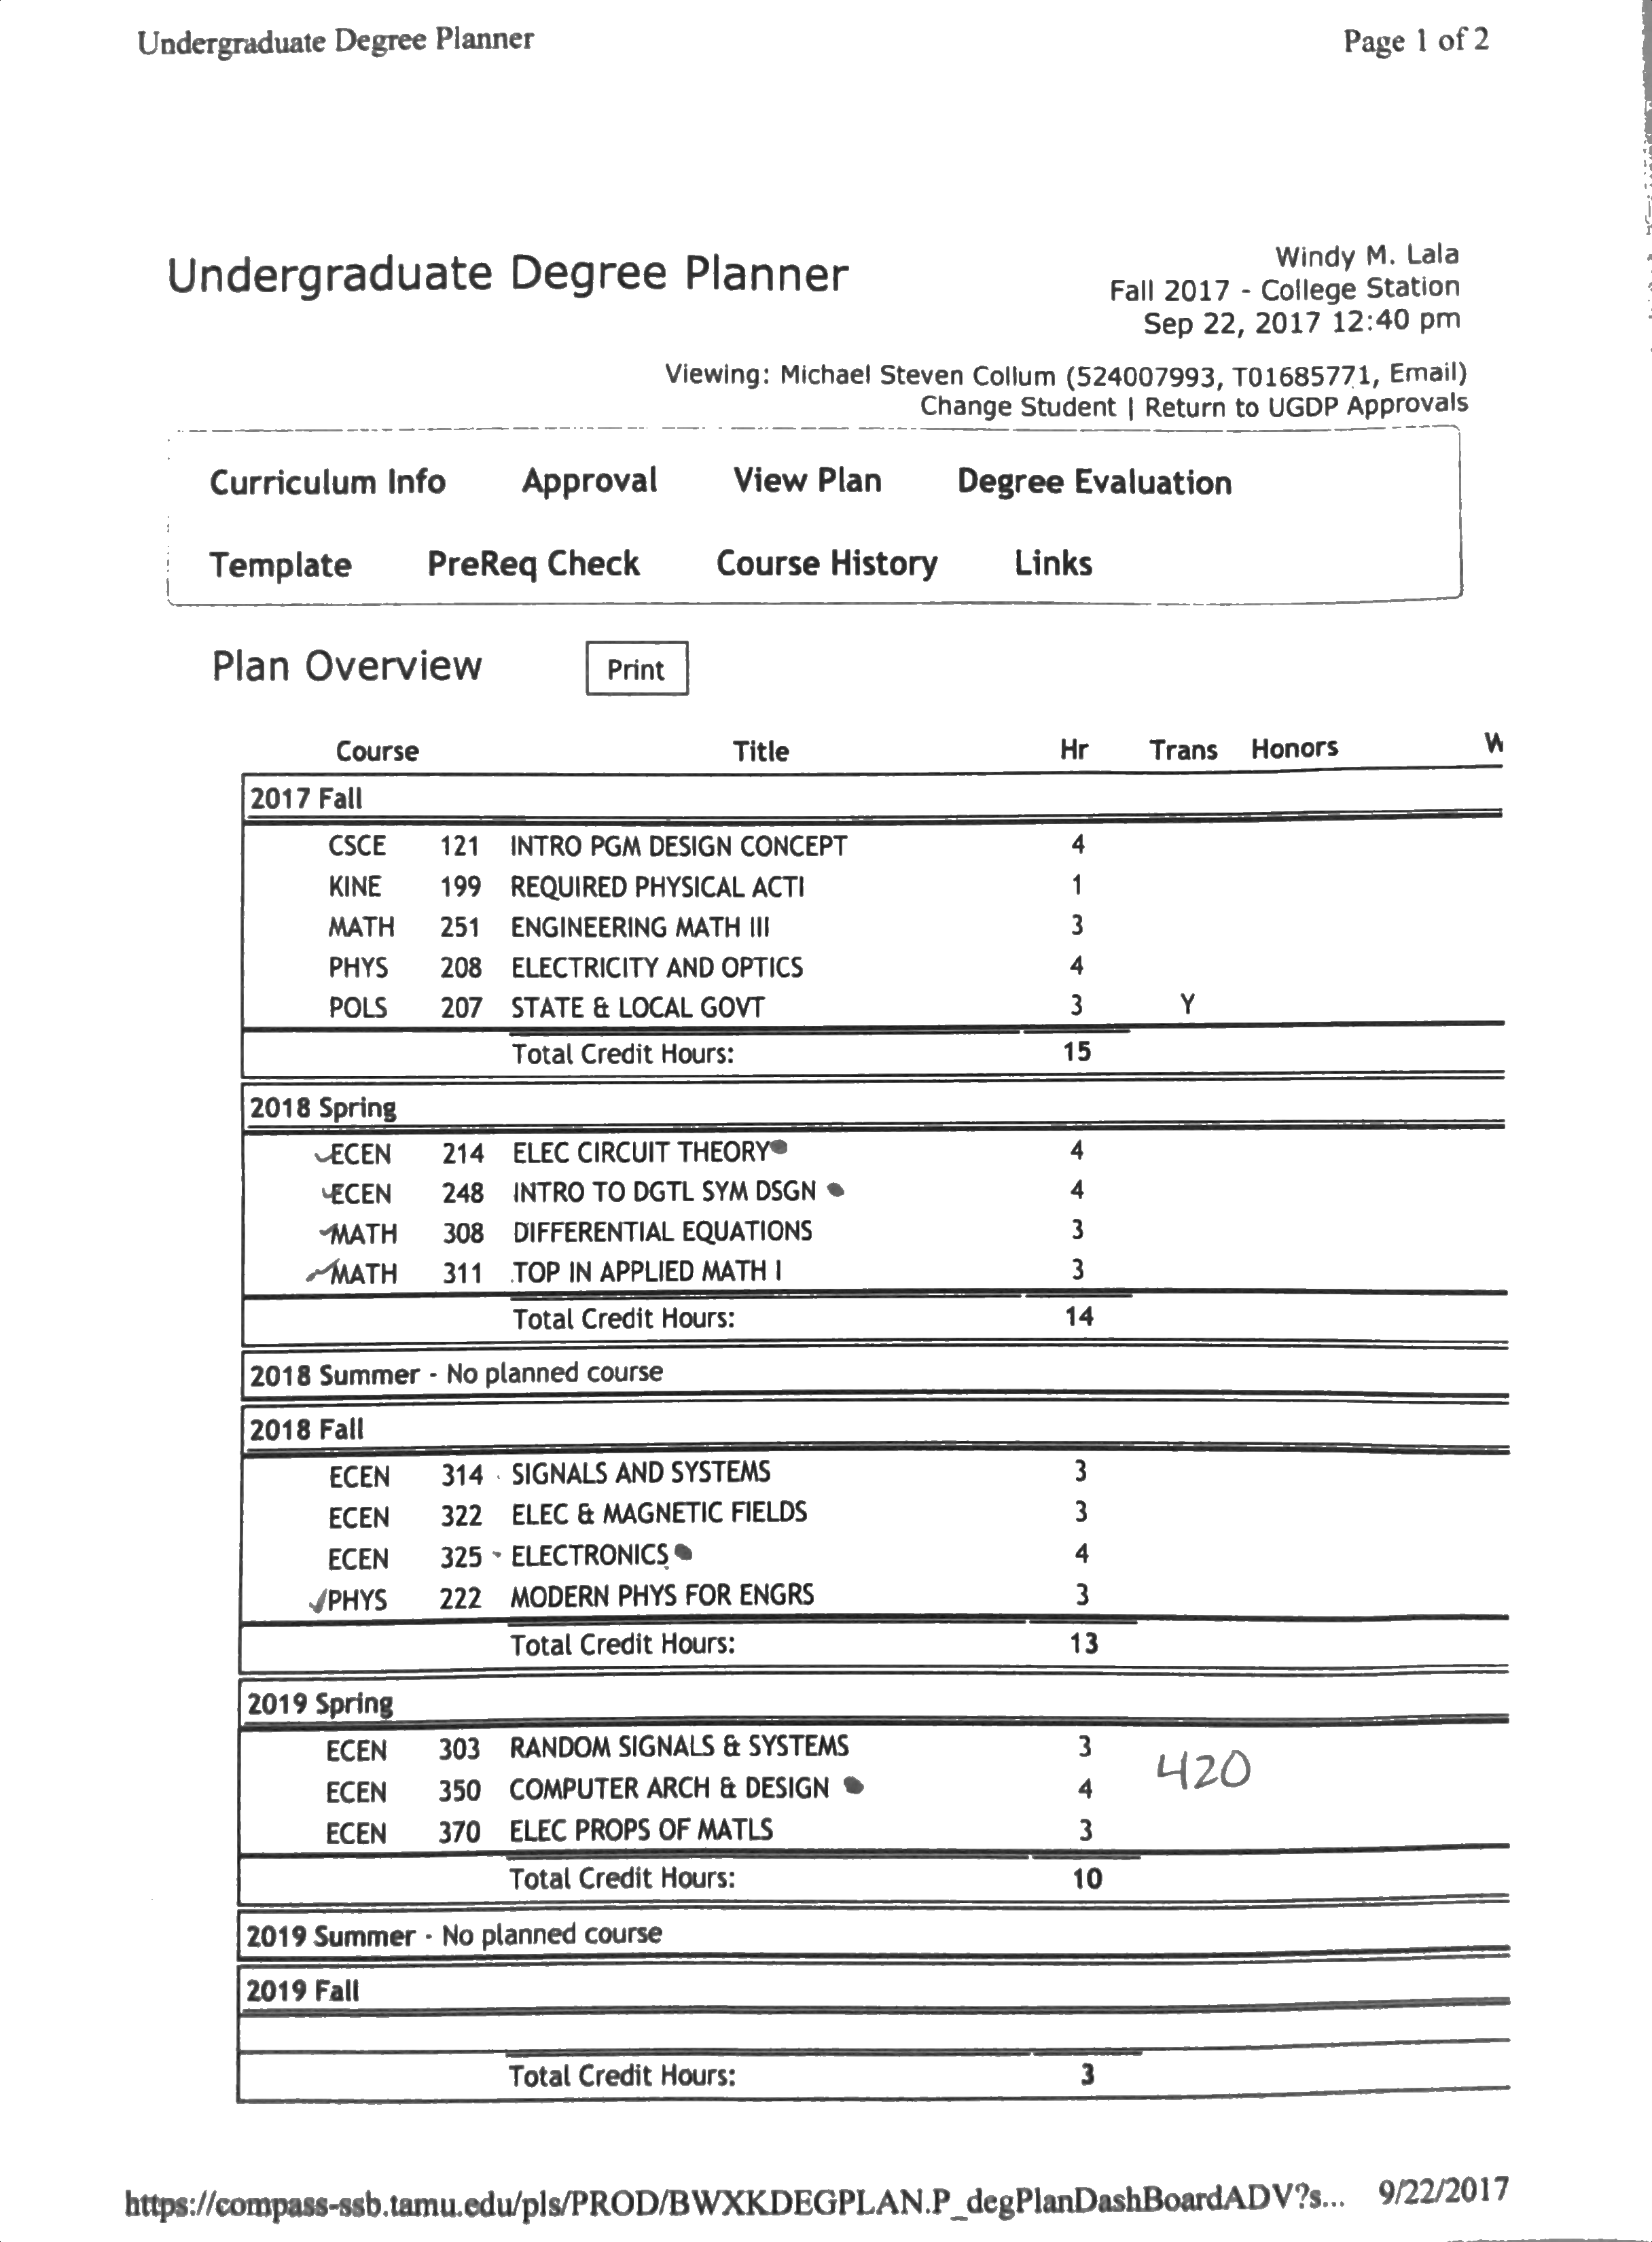 Undergraduate Degree Planner Page 1 of 2
Undergraduate Degree Planner
Windy M. Lala
Fall 2017 - College Station
Sep 22, 2017 12:40 pm
Viewing: Michael Steven Collum (524007993, T01685771, Email)
Change Student | Return to UGDP Approvals
Curriculum Info Approval View Plan Degree Evaluation
Template PreReq Check Course History Links
Plan Overview Print
Course Title Hr Trans Honors W
2017 Fall
CSCE 121 INTRO PGM DESIGN CONCEPT 4
KINE 199 REQUIRED PHYSICAL ACTI 1
MATH 251 ENGINEERING MATH III 3
PHYS 208 ELECTRICITY AND OPTICS 4
POLS 207 STATE & LOCAL GOVT 3 Y
Total Credit Hours: 15
2018 Spring
ECEN 214 ELEC CIRCUIT THEORY 4
ECEN 248 INTRO TO DGTL SYM DSGN 4
MATH 308 DIFFERENTIAL EQUATIONS 3
MATH 311 TOP IN APPLIED MATH I 3
Total Credit Hours: 14
2018 Summer - No planned course
2018 Fall
ECEN 314 SIGNALS AND SYSTEMS 3
ECEN 322 ELEC & MAGNETIC FIELDS 3
ECEN 325 ELECTRONICS 4
PHYS 222 MODERN PHYS FOR ENGRS 3
Total Credit Hours: 13
2019 Spring
ECEN 303 RANDOM SIGNALS & SYSTEMS 3
420
ECEN 350 COMPUTER ARCH & DESIGN 4
ECEN 370 ELEC PROPS OF MATLS 3
Total Credit Hours: 10
2019 Summer - No planned course
2019 Fall
Total Credit Hours: 3
https://compass-ssb.tamu.edu/pls/PROD/BWXKDEGPLAN.P_degPlanDashBoardADV?s... 9/22/2017